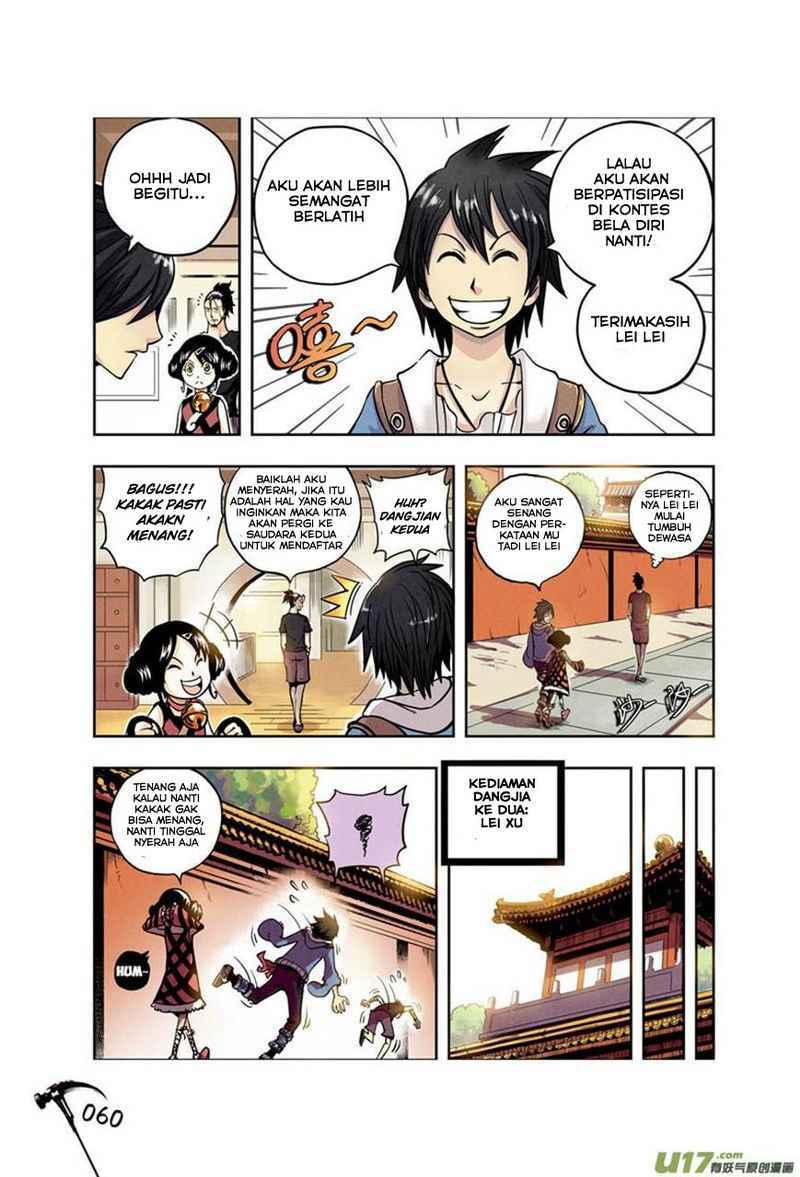 OHHH JADI
BEGITU...
AKU AKAN LEBIH
SEMANGAT
BERLATIH
LALAU
AKU AKAN
BERPATISIPASI
DI KONTES
BELA DIRI
NANTI!
TERIMAKASIH
LEI LEI
嘻~
BAGUS!!!
KAKAK PASTI
AKAKN
MENANG!
BAIKLAH AKU
MENYERAH, JIKA ITU
ADALAH HAL YANG KAU
INGINKAN MAKA KITA
AKAN PERGI KE
SAUDARA KEDUA
UNTUK MENDAFTAR
HUH?
DANGJIAN
KEDUA
AKU SANGAT
SENANG
DENGAN PER-
KATAAN MU
TADI LEI LEI
SEPERTI-
NYA LEI LEI
MULAI
TUMBUH
DEWASA
TENANG AJA
KALAU NANTI
KAKAK GAK
BISA MENANG,
NANTI TINGGAL
NYERAH AJA
HUM~
KEDIAMAN
DANGJIA
KE DUA:
LEI XU
060
U17.com
有妖气原创漫画